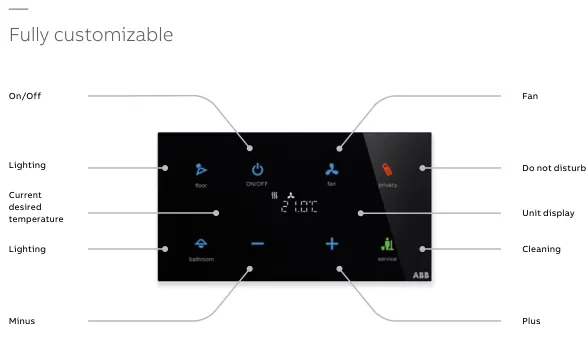 Fully customizable
On/Off
Fan
Lighting
Do not disturb
floor
ON/OFF
fan
privacy
Current
desired
temperature
21.0°C
Unit display
Lighting
Cleaning
bathroom
service
ABB
Minus
Plus